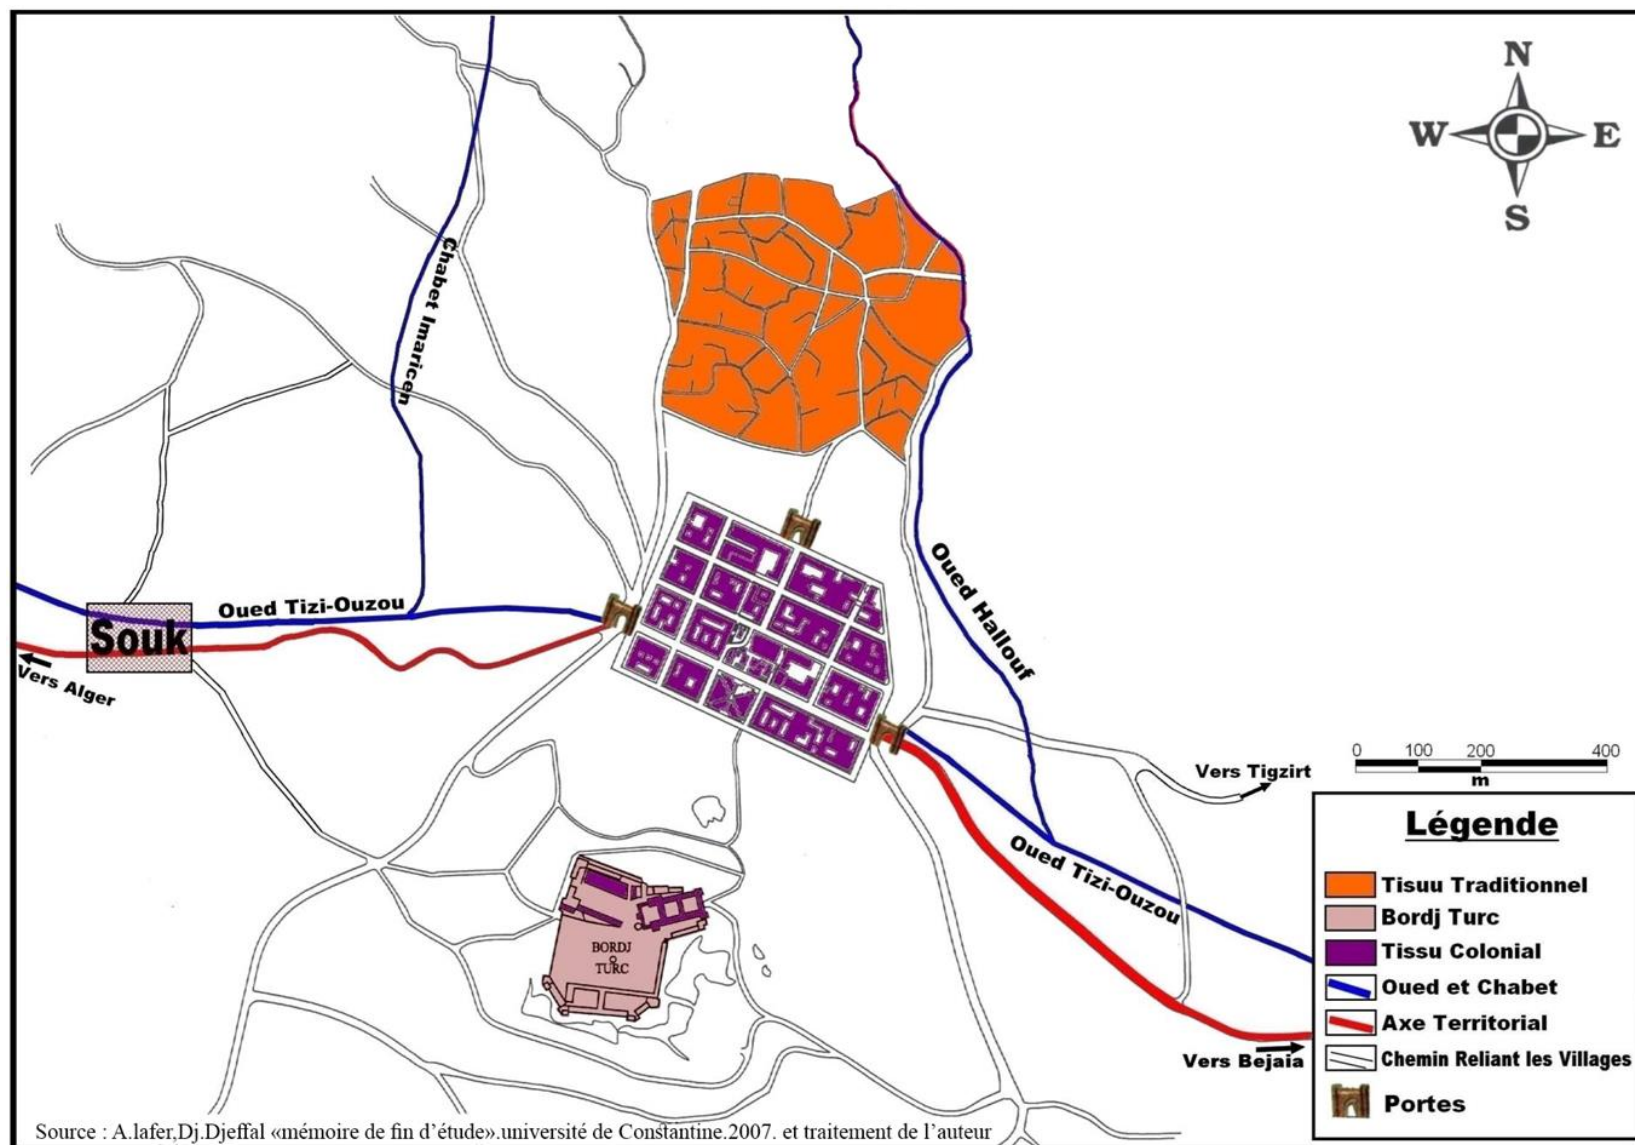 N
W E
S
Chabet Imaricen
Oued Tizi-Ouzou
Souk
Vers Alger
Oued Hallouf
Vers Tigzirt
0 100 200 400
m
Oued Tizi-Ouzou
BORDJ
TURC
Vers Bejaia
Légende
Tisuu Traditionnel
Bordj Turc
Tissu Colonial
Oued et Chabet
Axe Territorial
Chemin Reliant les Villages
Portes
Source : A.lafer,Dj.Djeffal «mémoire de fin d’étude».université de Constantine.2007. et traitement de l’auteur